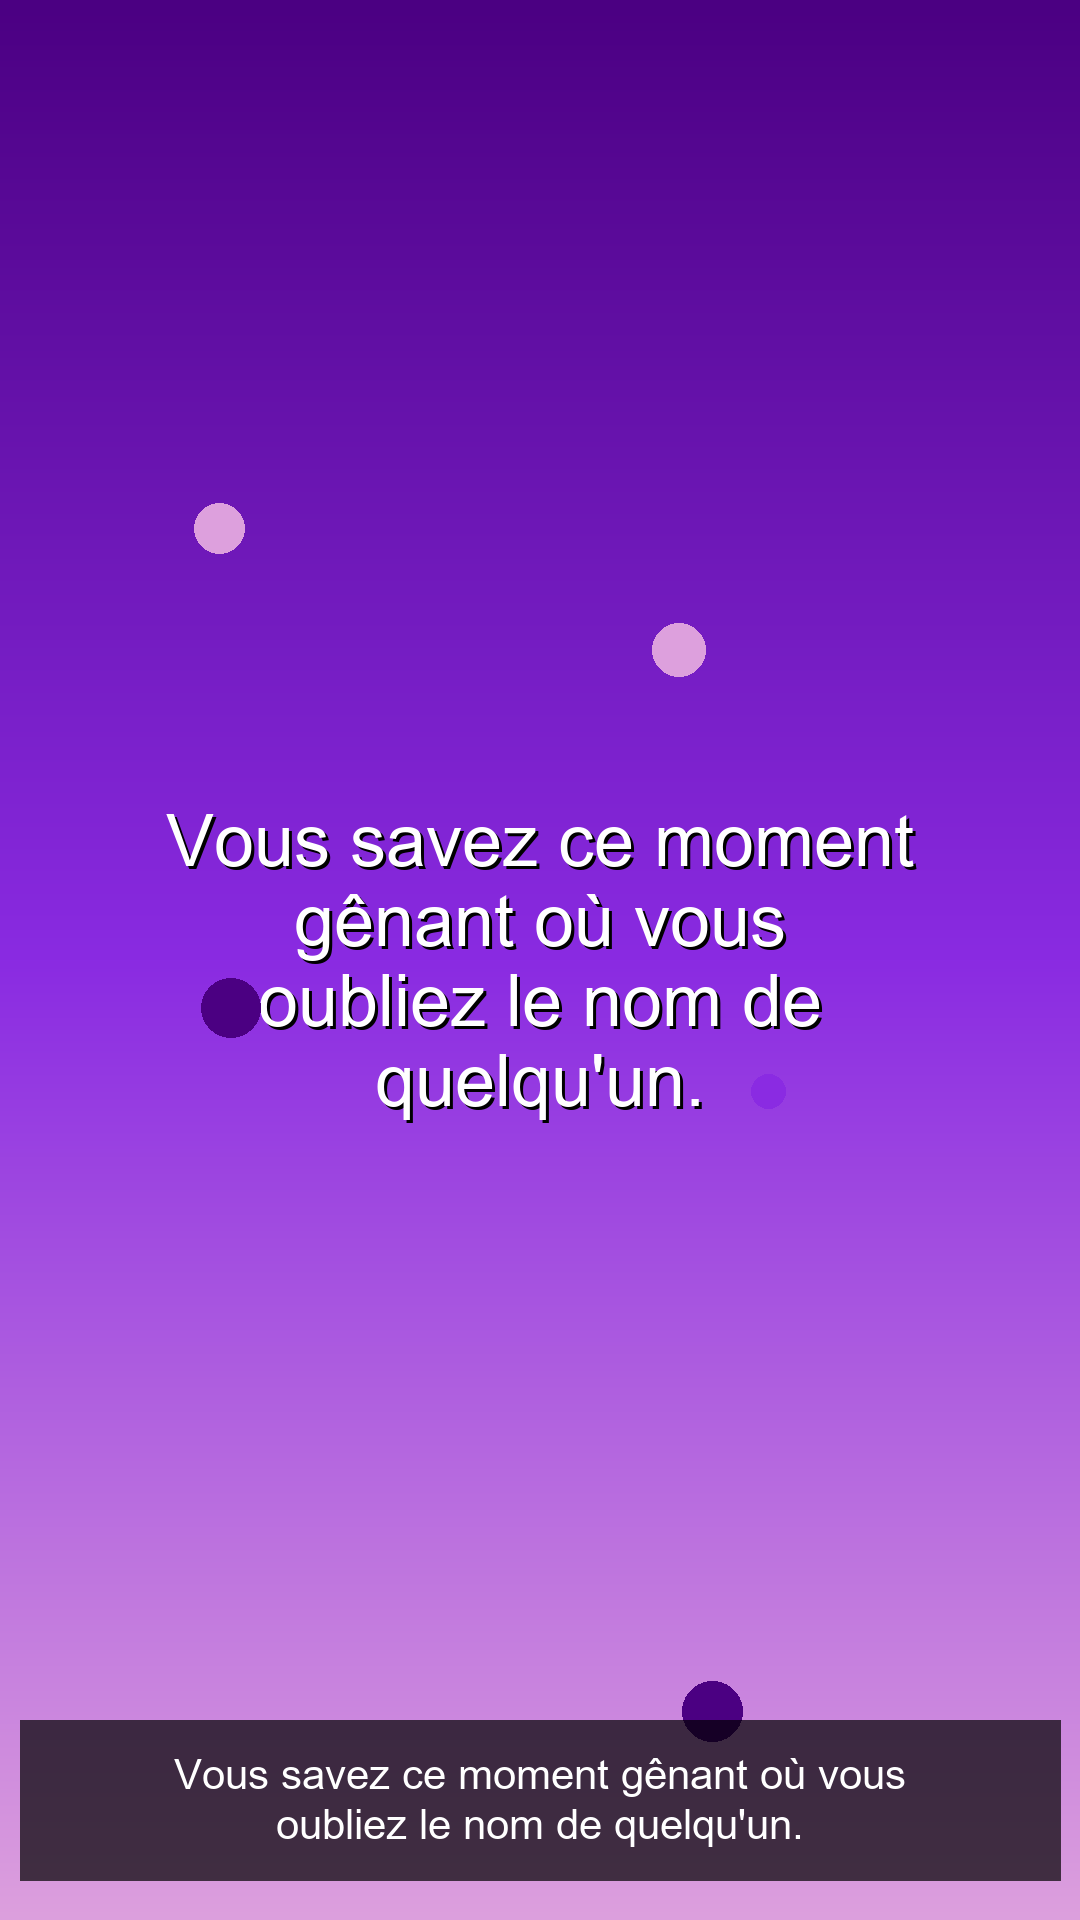 Vous savez ce moment
gênant où vous
oubliez le nom de
quelqu'un.
Vous savez ce moment gênant où vous
oubliez le nom de quelqu'un.